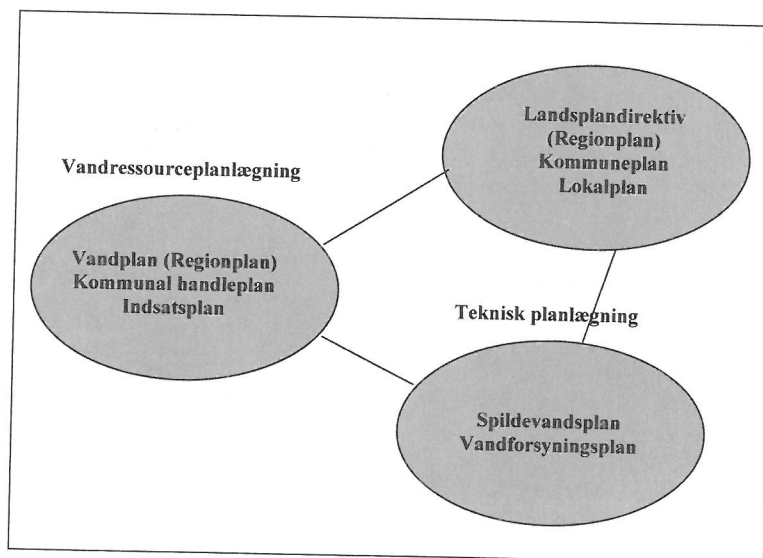 Landsplandirektiv
(Regionplan)
Kommuneplan
Lokalplan
Vandressourceplanlægning
Vandplan (Regionplan)
Kommunal handleplan
Indsatsplan
Teknisk planlægning
Spildevandsplan
Vandforsyningsplan